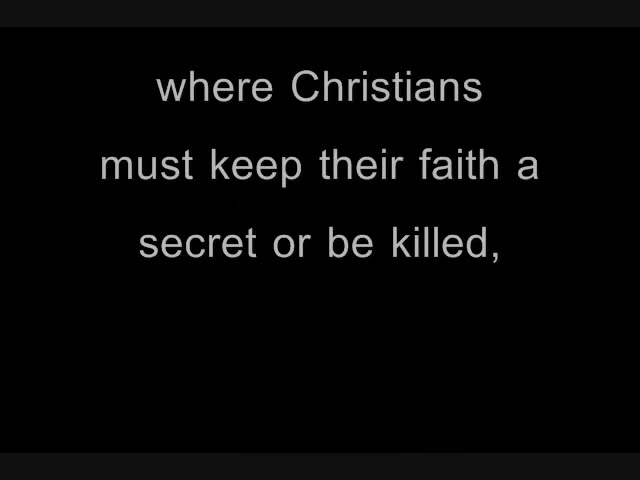 where Christians
must keep their faith a
secret or be killed,